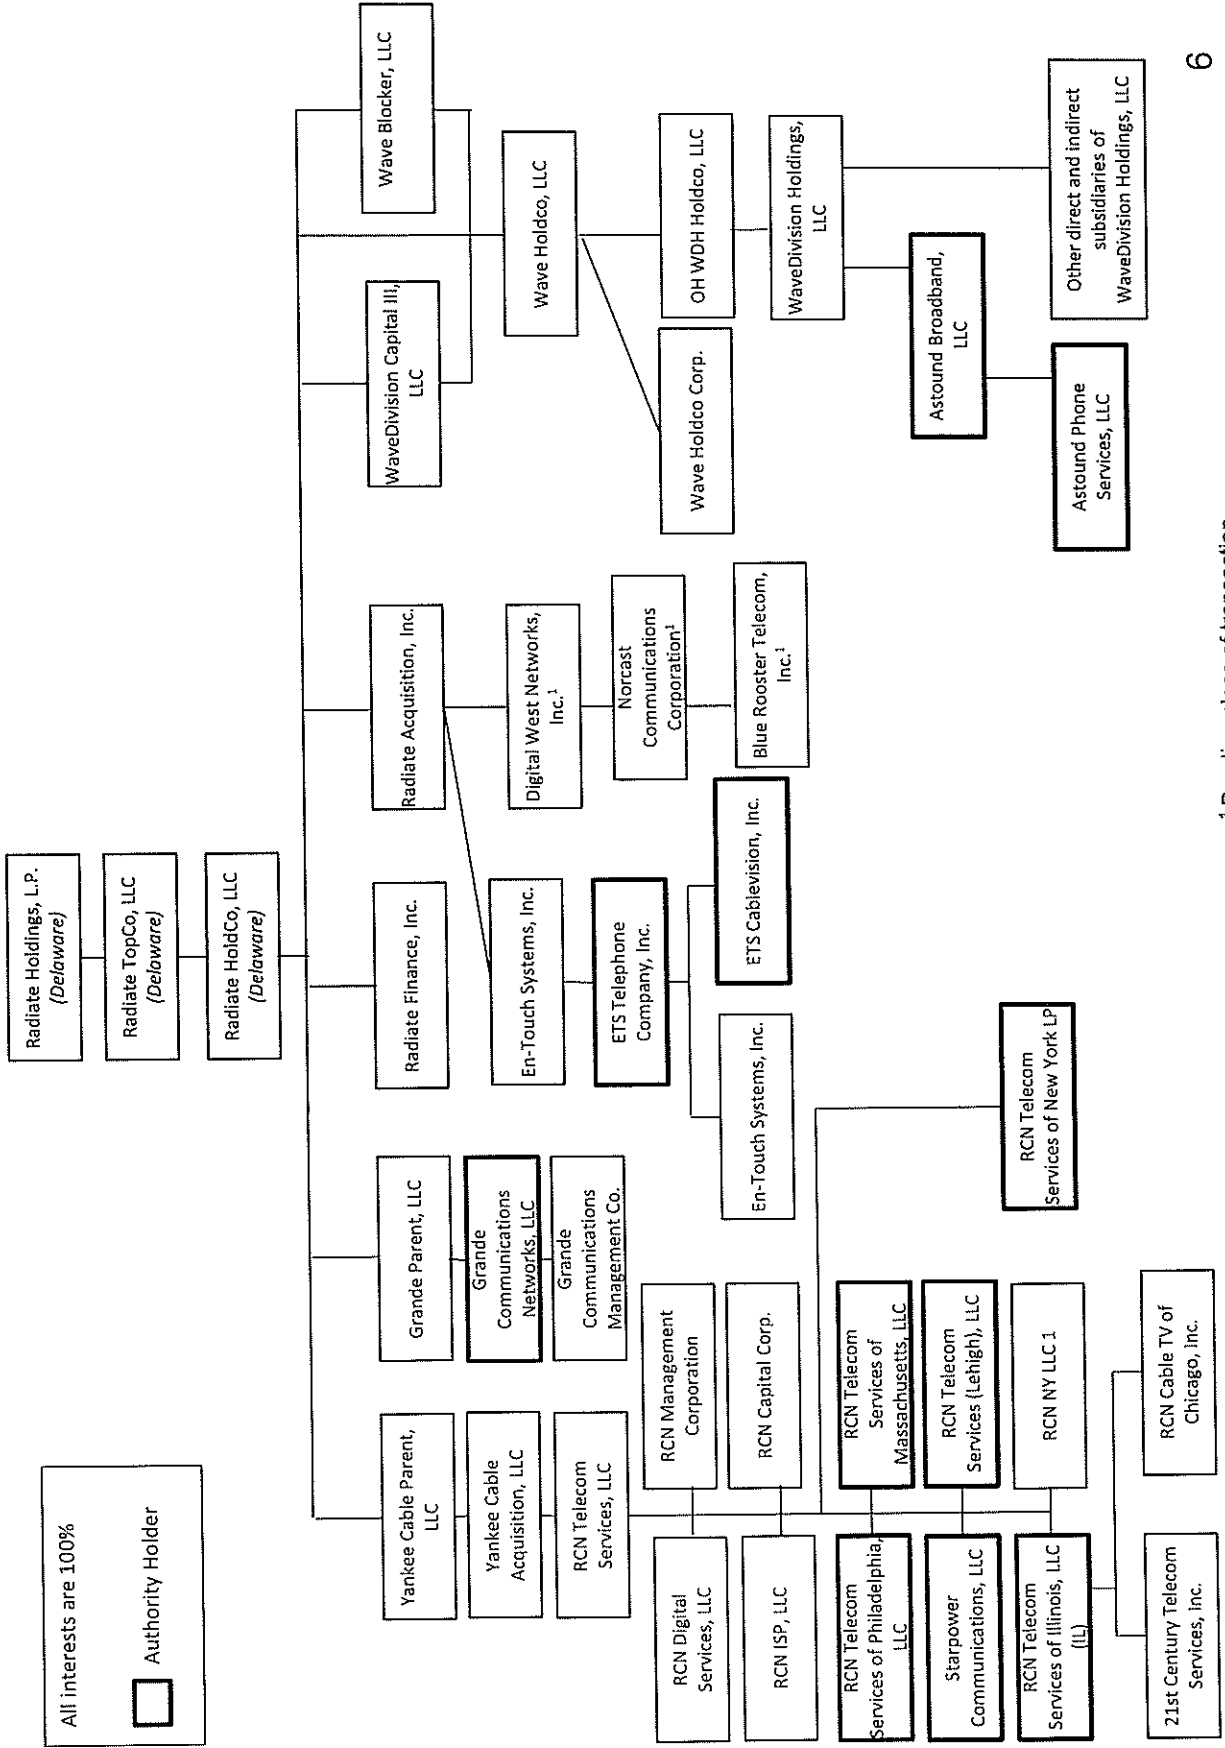 All interests are 100%
Authority Holder
Radiate Holdings, L.P.
(Delaware)
Radiate TopCo, LLC
(Delaware)
Radiate HoldCo, LLC
(Delaware)
Yankee Cable Parent,
LLC
Grande Parent, LLC
Radiate Finance, Inc.
Radiate Acquisition, Inc.
WaveDivision Capital III,
LLC
Wave Blocker, LLC
Yankee Cable
Acquisition, LLC
Grande
Communications
Networks, LLC
En-Touch Systems, Inc.
Digital West Networks,
Inc.¹
Wave Holdco, LLC
RCN Telecom
Services, LLC
Grande
Communications
Management Co.
ETS Telephone
Company, Inc.
Norcast
Communications
Corporation¹
Wave Holdco Corp.
OH WDH Holdco, LLC
RCN Digital
Services, LLC
RCN Management
Corporation
En-Touch Systems, Inc.
ETS Cablevision, Inc.
Blue Rooster Telecom,
Inc.¹
WaveDivision Holdings,
LLC
RCN ISP, LLC
RCN Capital Corp.
RCN Telecom
Services of Philadelphia,
LLC
RCN Telecom
Services of
Massachusetts, LLC
Astound Broadband,
LLC
Starpower
Communications, LLC
RCN Telecom
Services (Lehigh), LLC
RCN Telecom
Services of Illinois, LLC
(IL)
RCN NY LLC 1
RCN Telecom
Services of New York LP
Astound Phone
Services, LLC
Other direct and indirect
subsidiaries of
WaveDivision Holdings, LLC
21st Century Telecom
Services, Inc.
RCN Cable TV of
Chicago, Inc.
of transaction
6